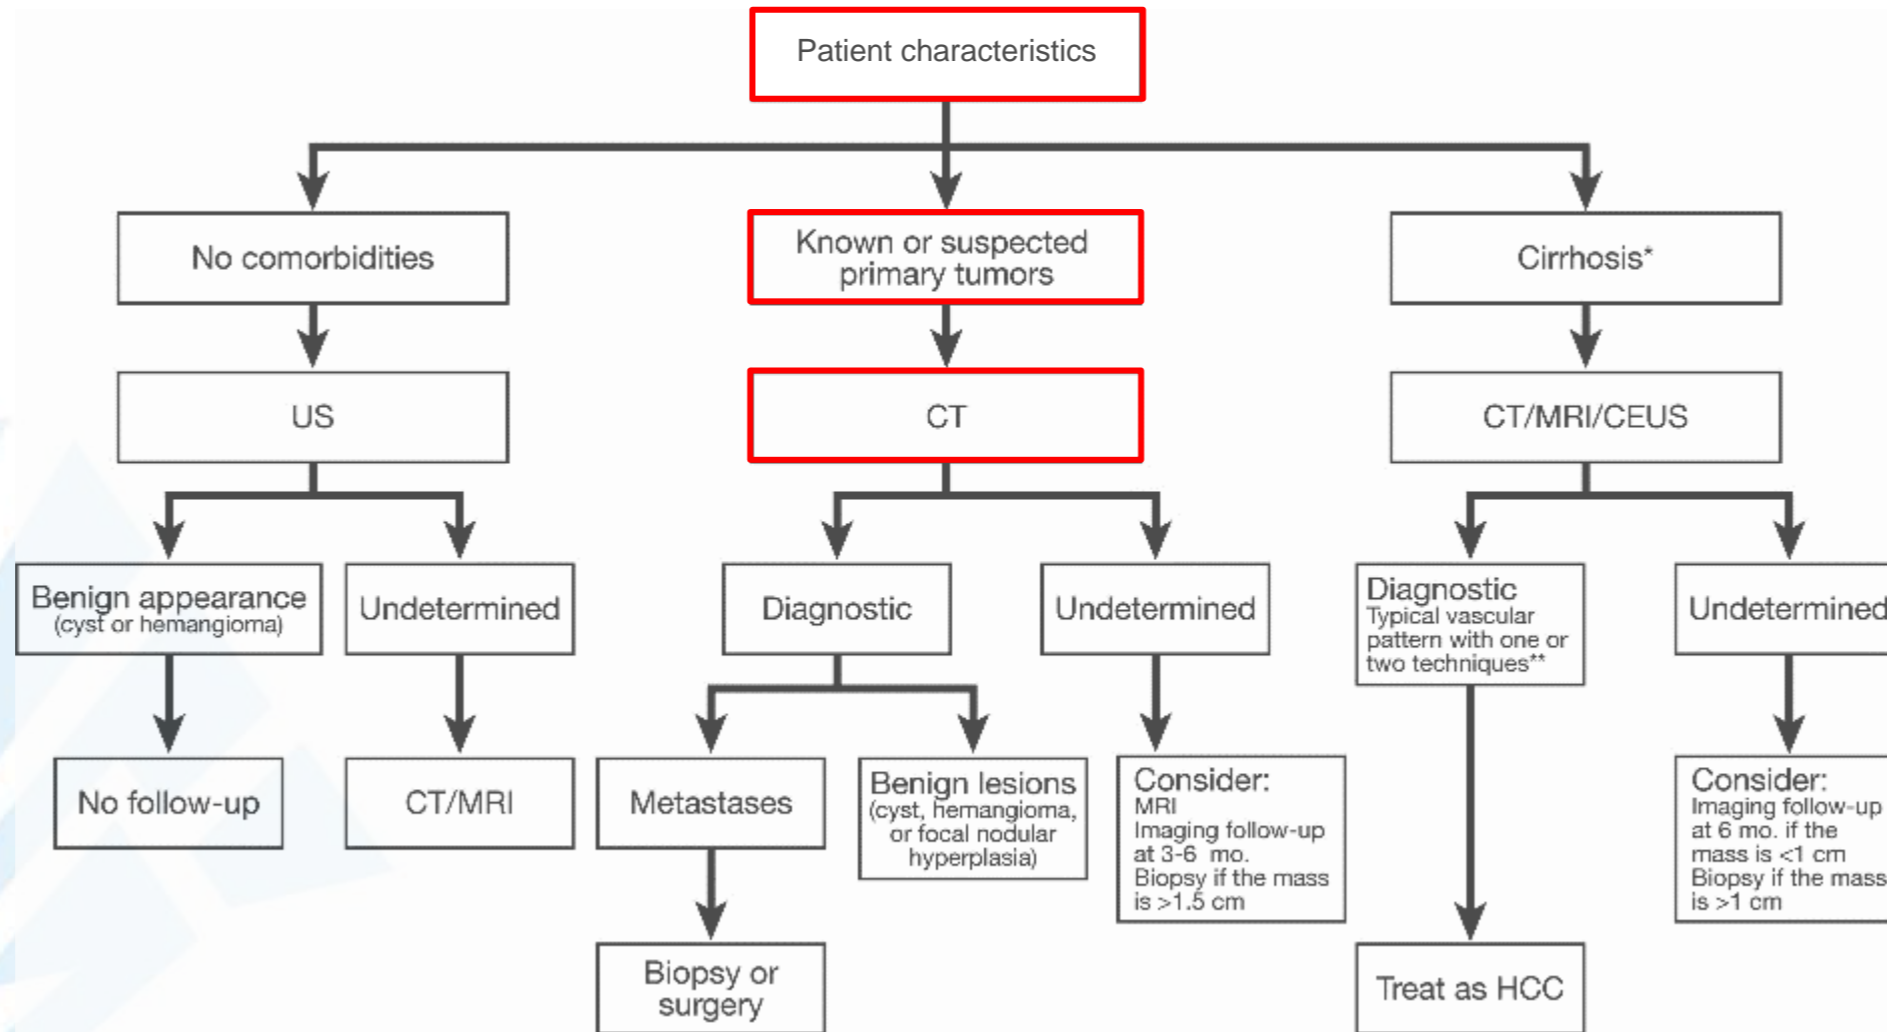 Patient characteristics
No comorbidities
Known or suspected
primary tumors
Cirrhosis*
US
CT
CT/MRI/CEUS
Benign appearance
(cyst or hemangioma)
Undetermined
Diagnostic
Undetermined
Diagnostic
Typical vascular
pattern with one or
two techniques**
Undetermined
No follow-up
CT/MRI
Metastases
Benign lesions
(cyst, hemangioma,
or focal nodular
hyperplasia)
Consider:
MRI
Imaging follow-up
at 3-6 mo.
Biopsy if the mass
is >1.5 cm
Consider:
Imaging follow-up
at 6 mo. if the
mass is <1 cm
Biopsy if the mass
is >1 cm
Biopsy or
surgery
Treat as HCC